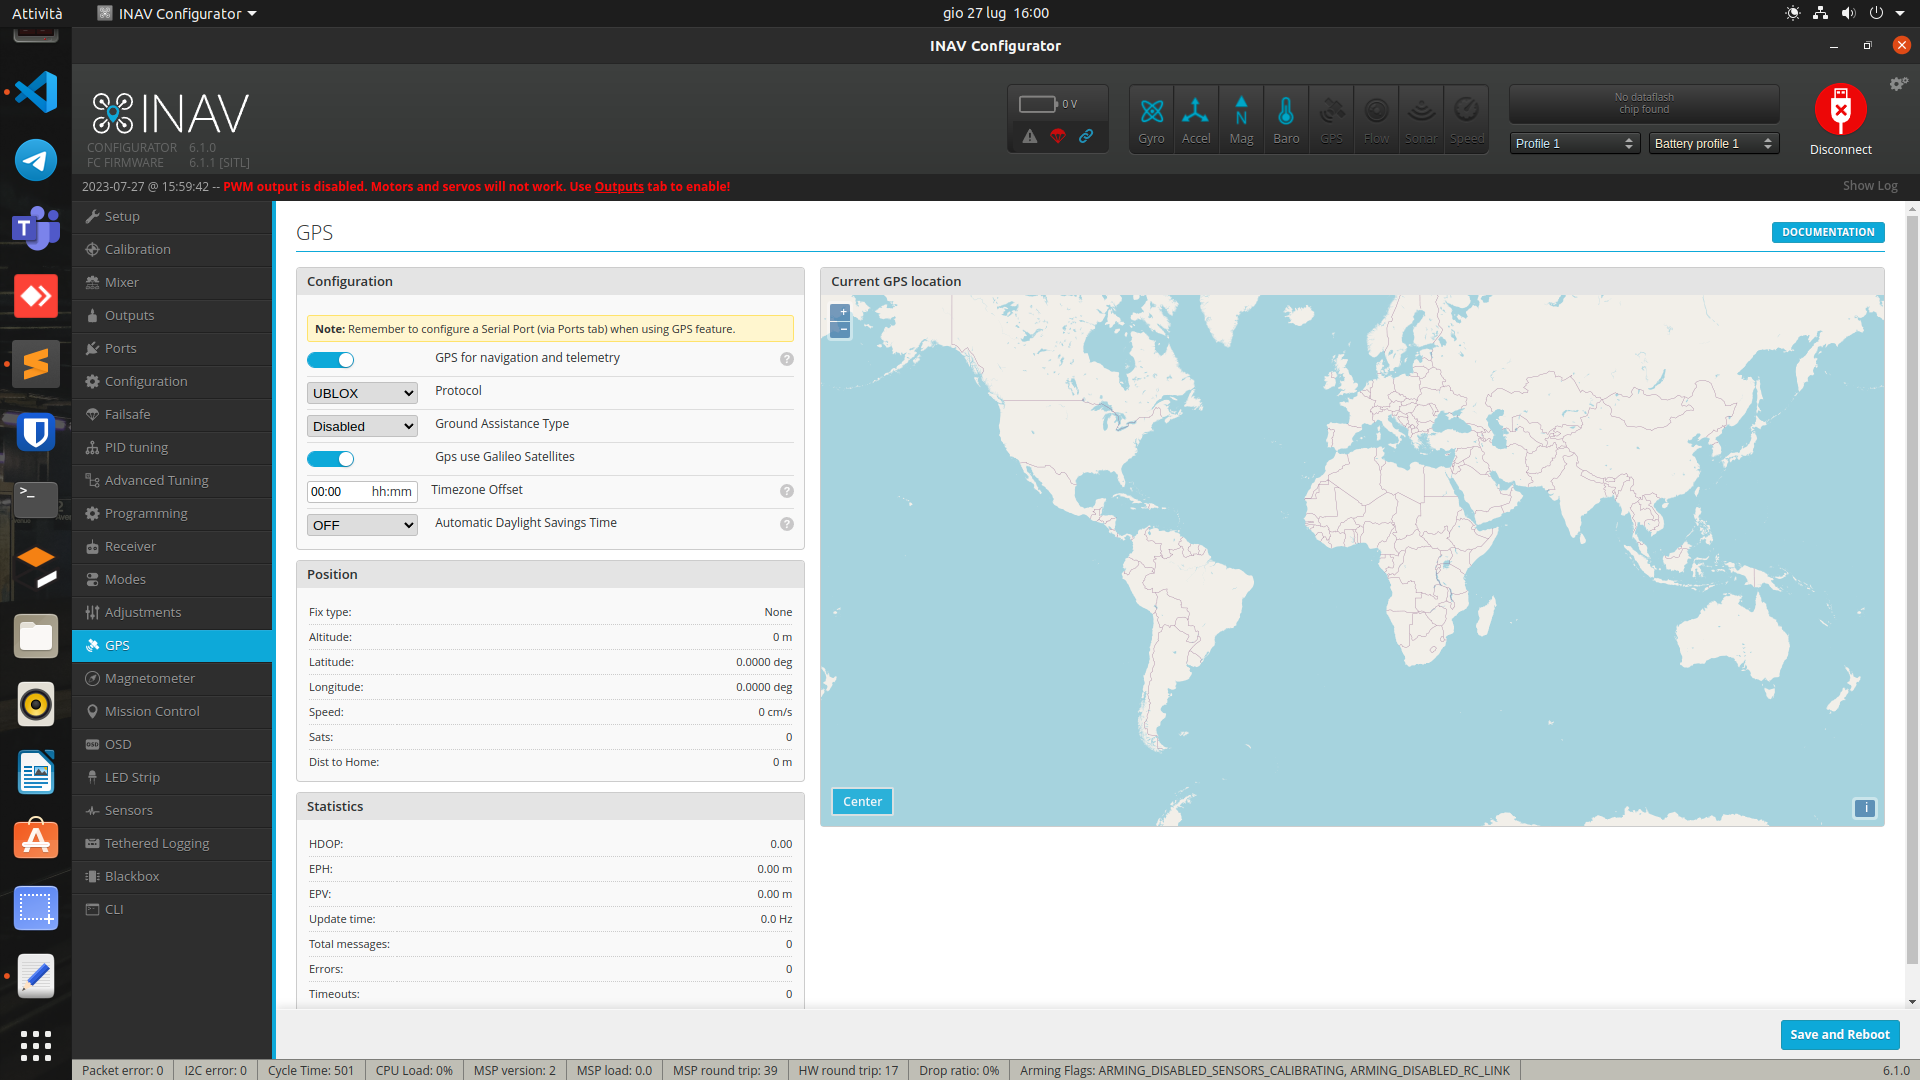 Attività
INAV Configurator
gio 27 lug 16:00
INAV Configurator
INAV
CONFIGURATOR 6.1.0
FC FIRMWARE 6.1.1 [SITL]
0 V
Gyro
Accel
Mag
Baro
GPS
Flow
Sonar
Speed
No dataflash
chip found
Profile 1
Battery profile 1
Disconnect
2023-07-27 @ 15:59:42 -- PWM output is disabled. Motors and servos will not work. Use Outputs tab to enable!
Show Log
Setup
Calibration
Mixer
Outputs
Ports
Configuration
Failsafe
PID tuning
Advanced Tuning
Programming
Receiver
Modes
Adjustments
GPS
Magnetometer
Mission Control
OSD
LED Strip
Sensors
Tethered Logging
Blackbox
CLI
GPS
DOCUMENTATION
Configuration
Note: Remember to configure a Serial Port (via Ports tab) when using GPS feature.
GPS for navigation and telemetry
?
UBLOX
Protocol
Disabled
Ground Assistance Type
Gps use Galileo Satellites
00:00 hh:mm
Timezone Offset
?
OFF
Automatic Daylight Savings Time
?
Position
Fix type: None
Altitude: 0 m
Latitude: 0.0000 deg
Longitude: 0.0000 deg
Speed: 0 cm/s
Sats: 0
Dist to Home: 0 m
Statistics
HDOP: 0.00
EPH: 0.00 m
EPV: 0.00 m
Update time: 0.0 Hz
Total messages: 0
Errors: 0
Timeouts: 0
Current GPS location
+
−
Center
i
Save and Reboot
Packet error: 0
I2C error: 0
Cycle Time: 501
CPU Load: 0%
MSP version: 2
MSP load: 0.0
MSP round trip: 39
HW round trip: 17
Drop ratio: 0%
Arming Flags: ARMING_DISABLED_SENSORS_CALIBRATING, ARMING_DISABLED_RC_LINK
6.1.0